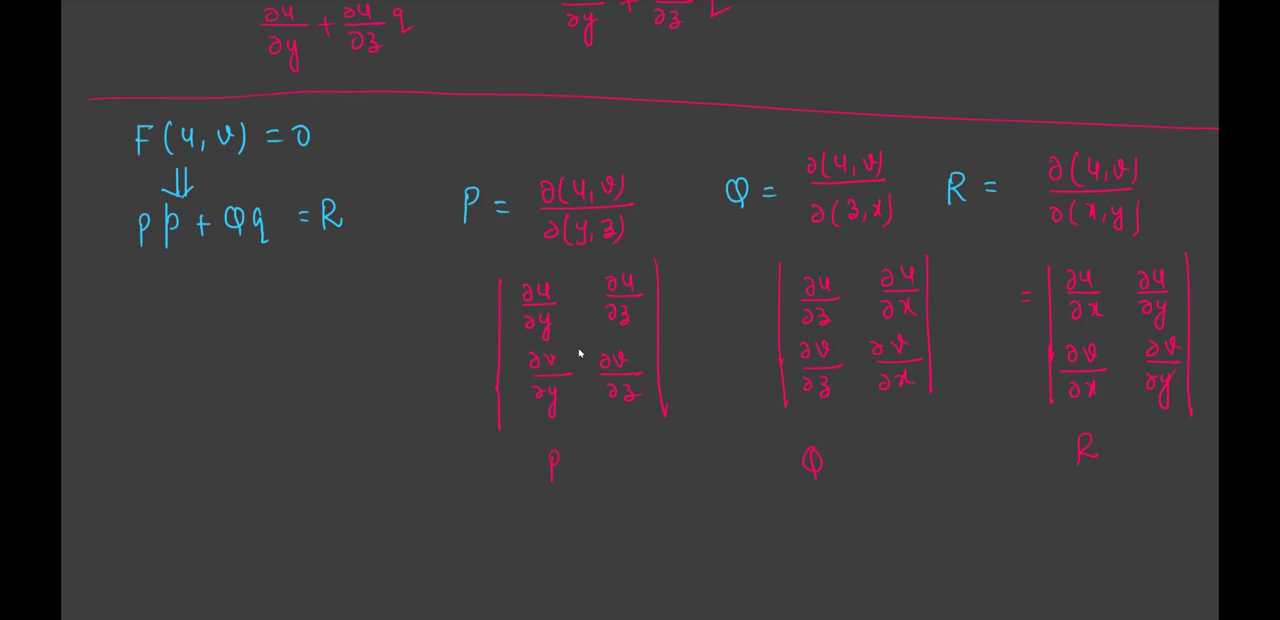 ∂u/∂y + ∂u/∂z q    ∂y + ∂z q
F(u, v) = 0
⇓
Pp + Qq = R    P = ∂(u, v)/∂(y, z)    Q = ∂(u, v)/∂(z, x)    R = ∂(u, v)/∂(x, y)
| ∂u/∂y ∂u/∂z |    | ∂u/∂z ∂u/∂x |    = | ∂u/∂x ∂u/∂y |
| ∂v/∂y ∂v/∂z |    | ∂v/∂z ∂v/∂x |    | ∂v/∂x ∂v/∂y |
P    Q    R